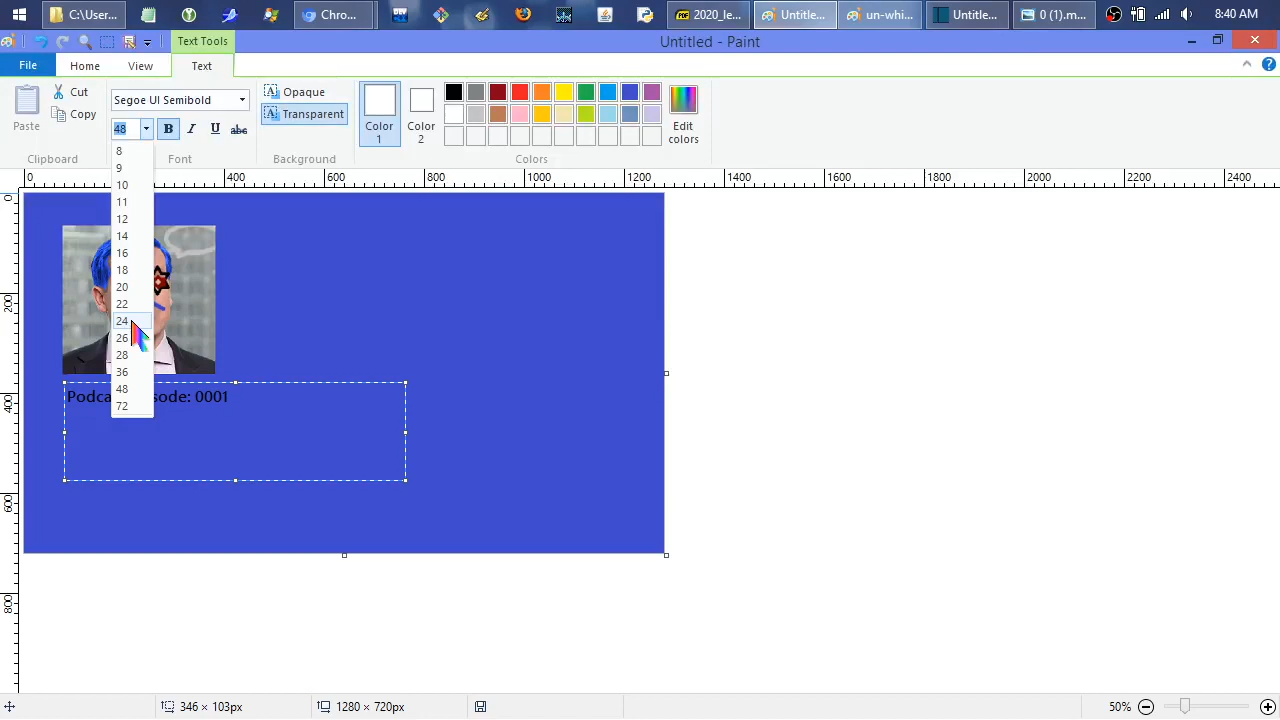 C:\User...
Chro...
2020_le...
Untitle...
un-whi...
Untitle...
0 (1).m...
8:40 AM
Text Tools
Untitled - Paint
File
Home
View
Text
Paste
Cut
Copy
Clipboard
Segoe UI Semibold
48
B
I
U
abc
Font
Opaque
Transparent
Background
Color 1
Color 2
Edit colors
Colors
0
400
600
800
1000
1200
1400
1600
1800
2000
2200
2400
0
200
400
600
800
8
9
10
11
12
14
16
18
20
22
24
26
28
36
48
72
Podca
sode: 0001
346 × 103px
1280 × 720px
50%